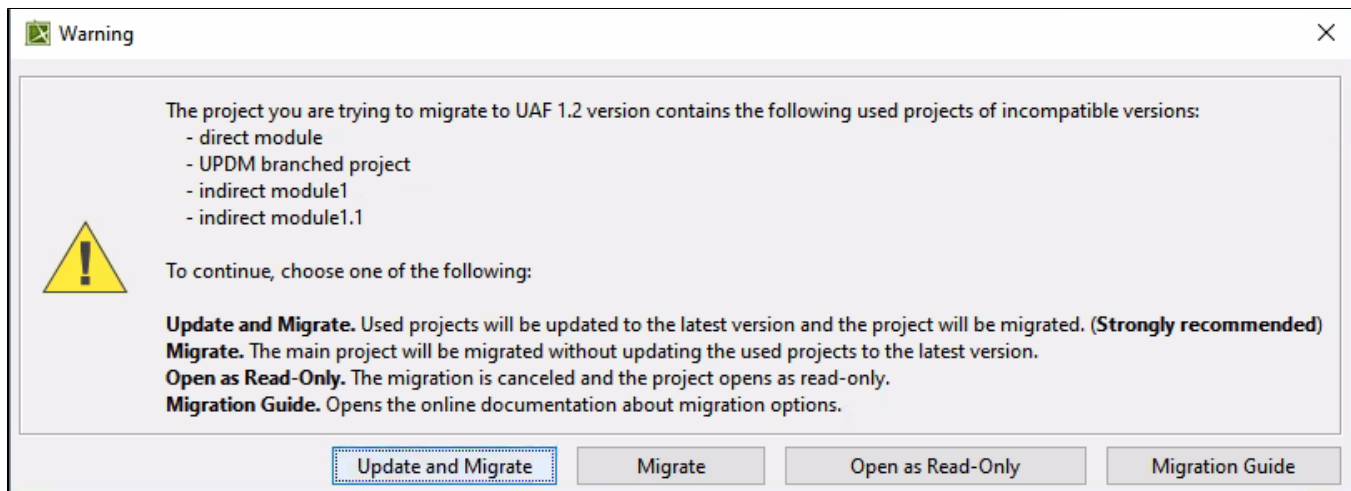 Warning
The project you are trying to migrate to UAF 1.2 version contains the following used projects of incompatible versions:
- direct module
- UPDM branched project
- indirect module1
- indirect module1.1
To continue, choose one of the following:
Update and Migrate. Used projects will be updated to the latest version and the project will be migrated. (Strongly recommended)
Migrate. The main project will be migrated without updating the used projects to the latest version.
Open as Read-Only. The migration is canceled and the project opens as read-only.
Migration Guide. Opens the online documentation about migration options.
Update and Migrate Migrate Open as Read-Only Migration Guide